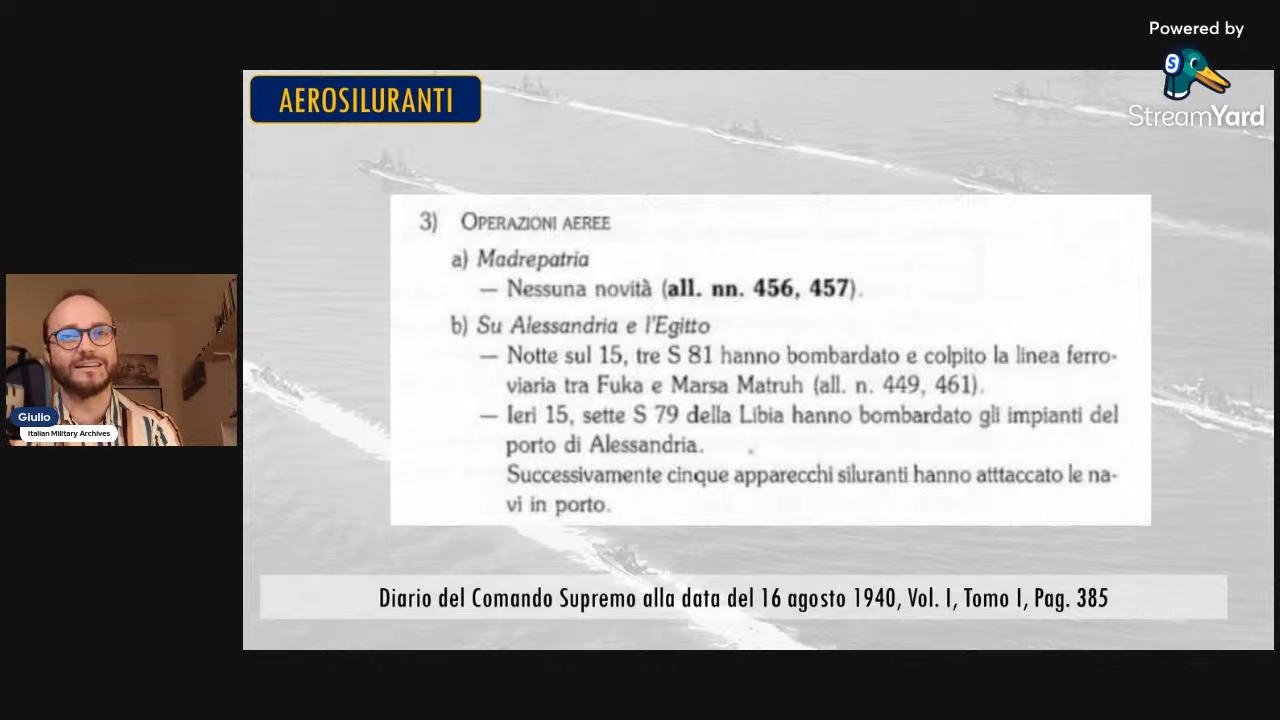 Powered by
StreamYard
AEROSILURANTI
3) OPERAZIONI AEREE
a) Madrepatria
— Nessuna novità (all. nn. 456, 457).
b) Su Alessandria e l'Egitto
— Notte sul 15, tre S 81 hanno bombardato e colpito la linea ferro-
viaria tra Fuka e Marsa Matruh (all. n. 449, 461).
— Ieri 15, sette S 79 della Libia hanno bombardato gli impianti del
porto di Alessandria.
Successivamente cinque apparecchi siluranti hanno atttaccato le na-
vi in porto.
Giulio
Italian Military Archives
Diario del Comando Supremo alla data del 16 agosto 1940, Vol. I, Tomo I, Pag. 385